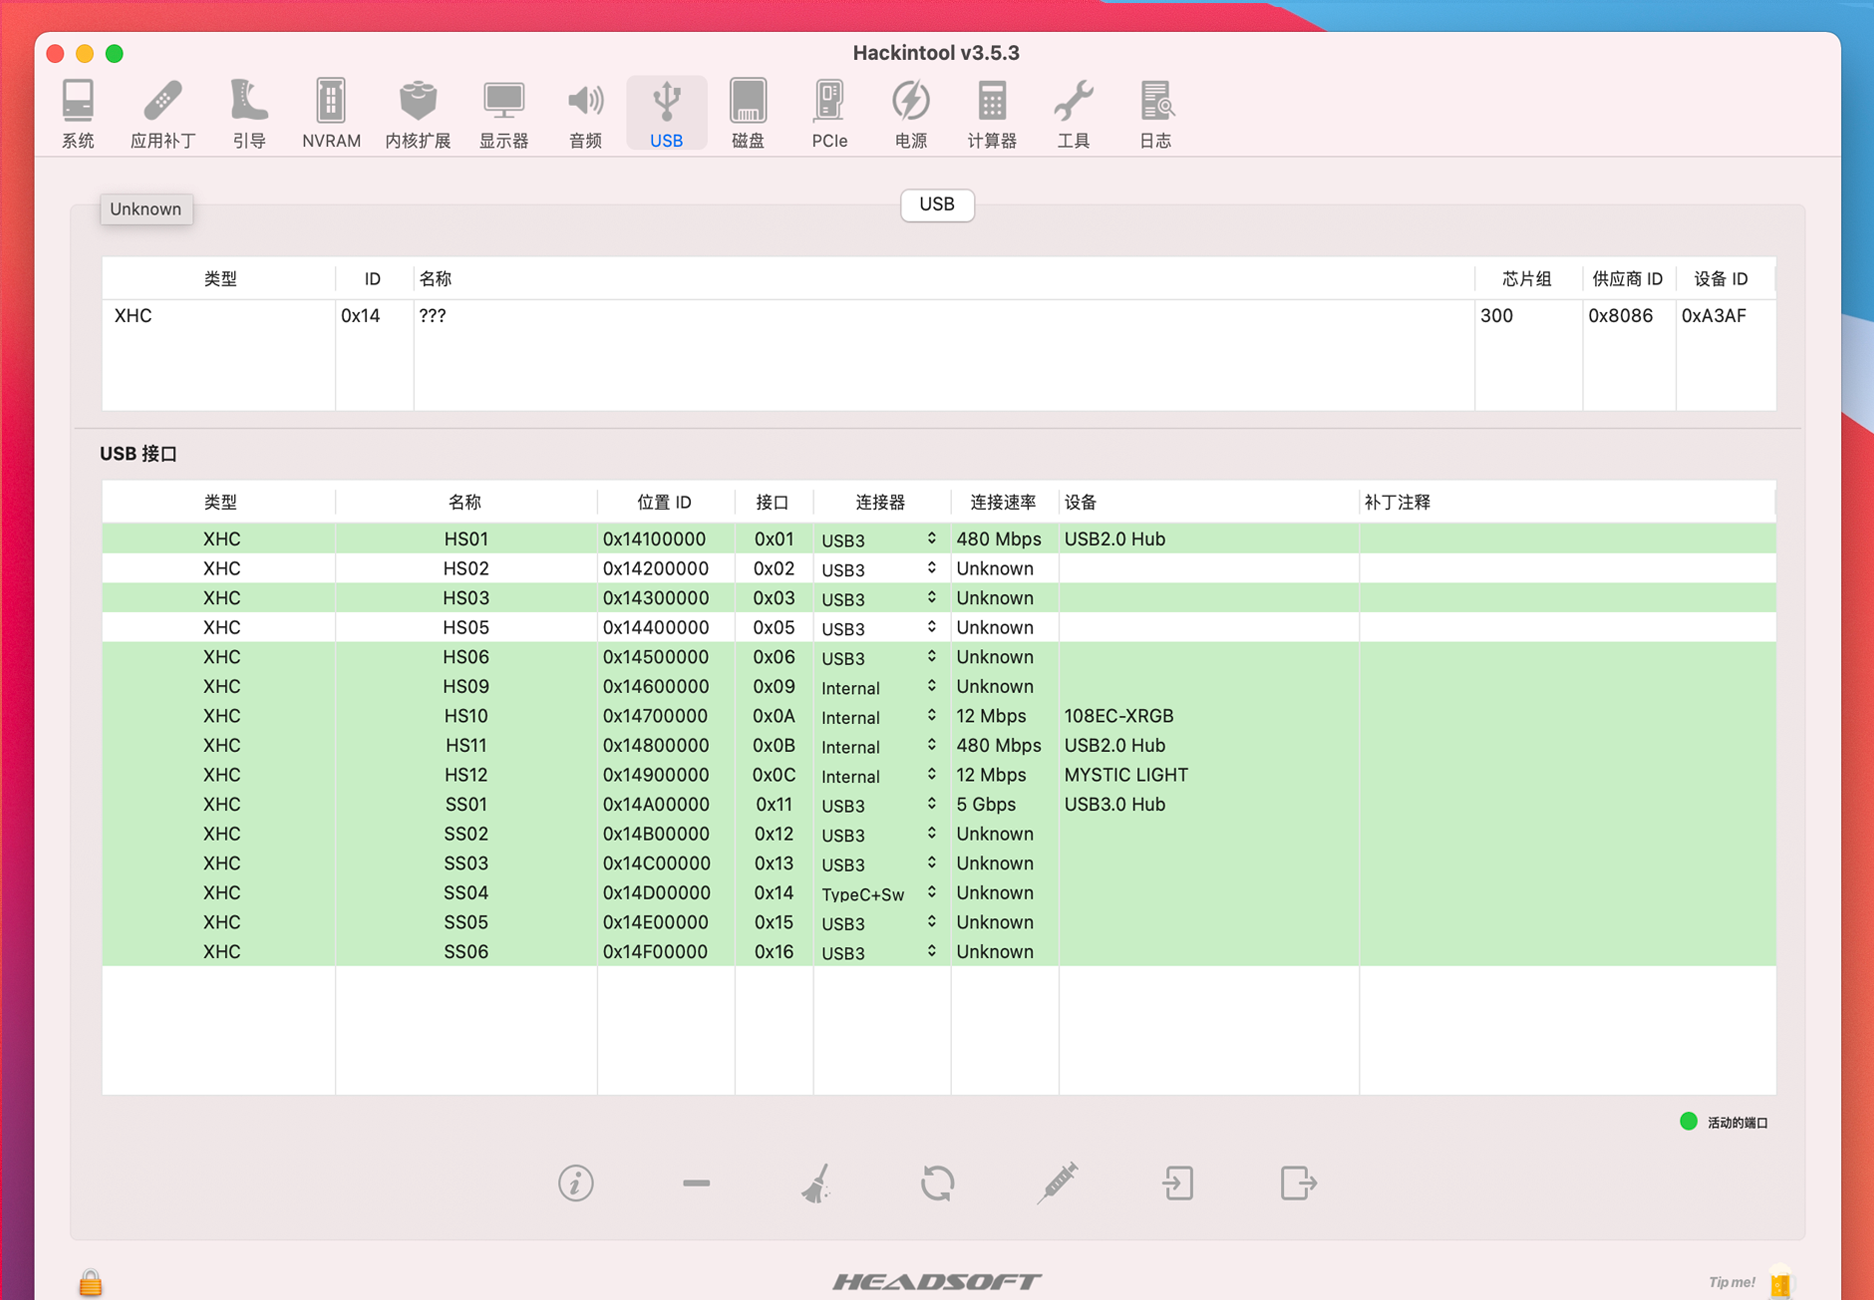 Hackintool v3.5.3
系统 应用补丁 引导 NVRAM 内核扩展 显示器 音频 USB 磁盘 PCIe 电源 计算器 工具 日志
Unknown USB
类型 ID 名称 芯片组 供应商 ID 设备 ID
XHC 0x14 ??? 300 0x8086 0xA3AF
USB 接口
类型 名称 位置 ID 接口 连接器 连接速率 设备 补丁注释
XHC HS01 0x14100000 0x01 USB3 480 Mbps USB2.0 Hub
XHC HS02 0x14200000 0x02 USB3 Unknown
XHC HS03 0x14300000 0x03 USB3 Unknown
XHC HS05 0x14400000 0x05 USB3 Unknown
XHC HS06 0x14500000 0x06 USB3 Unknown
XHC HS09 0x14600000 0x09 Internal Unknown
XHC HS10 0x14700000 0x0A Internal 12 Mbps 108EC-XRGB
XHC HS11 0x14800000 0x0B Internal 480 Mbps USB2.0 Hub
XHC HS12 0x14900000 0x0C Internal 12 Mbps MYSTIC LIGHT
XHC SS01 0x14A00000 0x11 USB3 5 Gbps USB3.0 Hub
XHC SS02 0x14B00000 0x12 USB3 Unknown
XHC SS03 0x14C00000 0x13 USB3 Unknown
XHC SS04 0x14D00000 0x14 TypeC+Sw Unknown
XHC SS05 0x14E00000 0x15 USB3 Unknown
XHC SS06 0x14F00000 0x16 USB3 Unknown
活动的端口
HEADSOFT
Tip me!